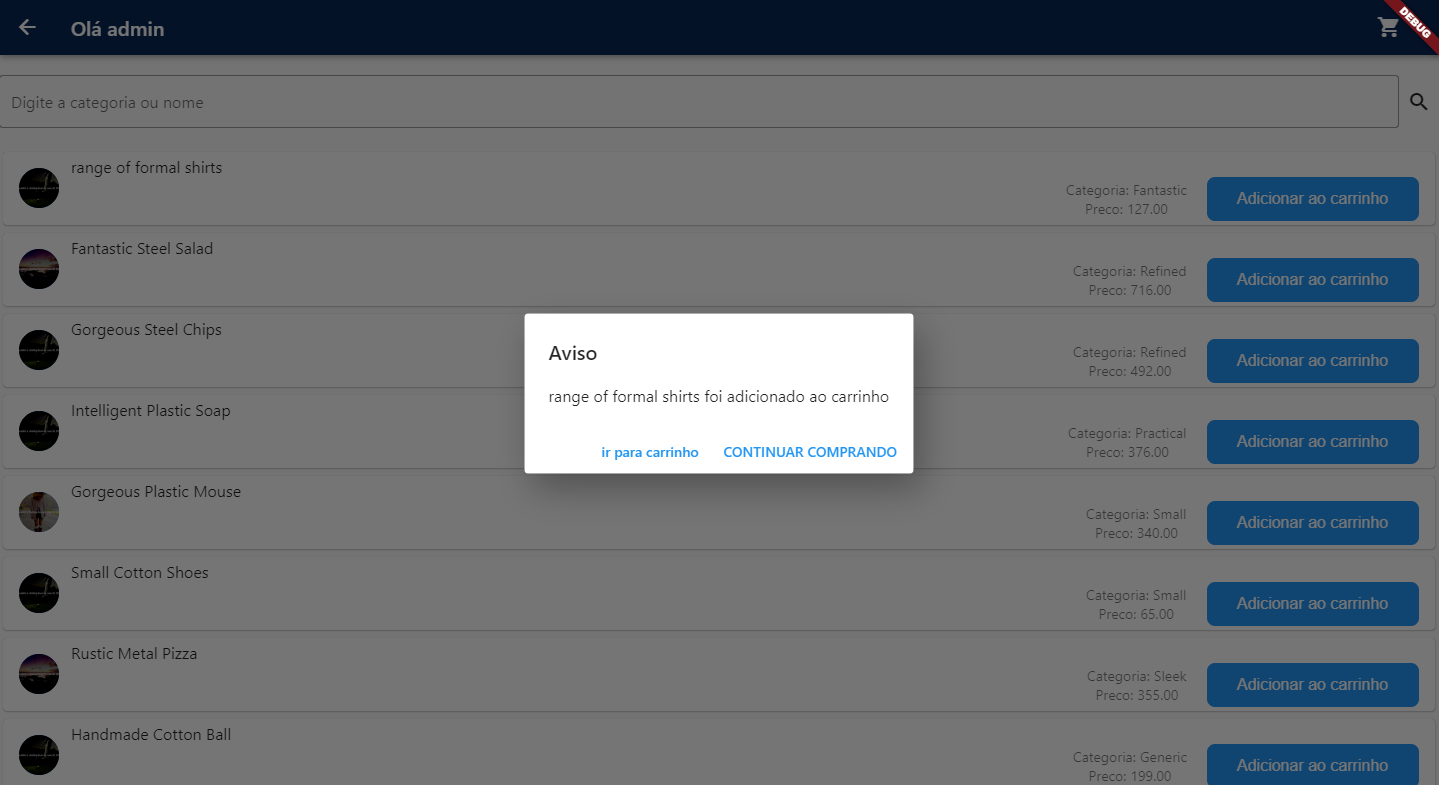 Olá admin
DEBUG
Digite a categoria ou nome
range of formal shirts
Categoria: Fantastic
Preco: 127.00
Adicionar ao carrinho
Fantastic Steel Salad
Categoria: Refined
Preco: 716.00
Adicionar ao carrinho
Gorgeous Steel Chips
Categoria: Refined
Preco: 492.00
Adicionar ao carrinho
Aviso
range of formal shirts foi adicionado ao carrinho
ir para carrinho CONTINUAR COMPRANDO
Intelligent Plastic Soap
Categoria: Practical
Preco: 376.00
Adicionar ao carrinho
Gorgeous Plastic Mouse
Categoria: Small
Preco: 340.00
Adicionar ao carrinho
Small Cotton Shoes
Categoria: Small
Preco: 65.00
Adicionar ao carrinho
Rustic Metal Pizza
Categoria: Sleek
Preco: 355.00
Adicionar ao carrinho
Handmade Cotton Ball
Categoria: Generic
Preco: 199.00
Adicionar ao carrinho